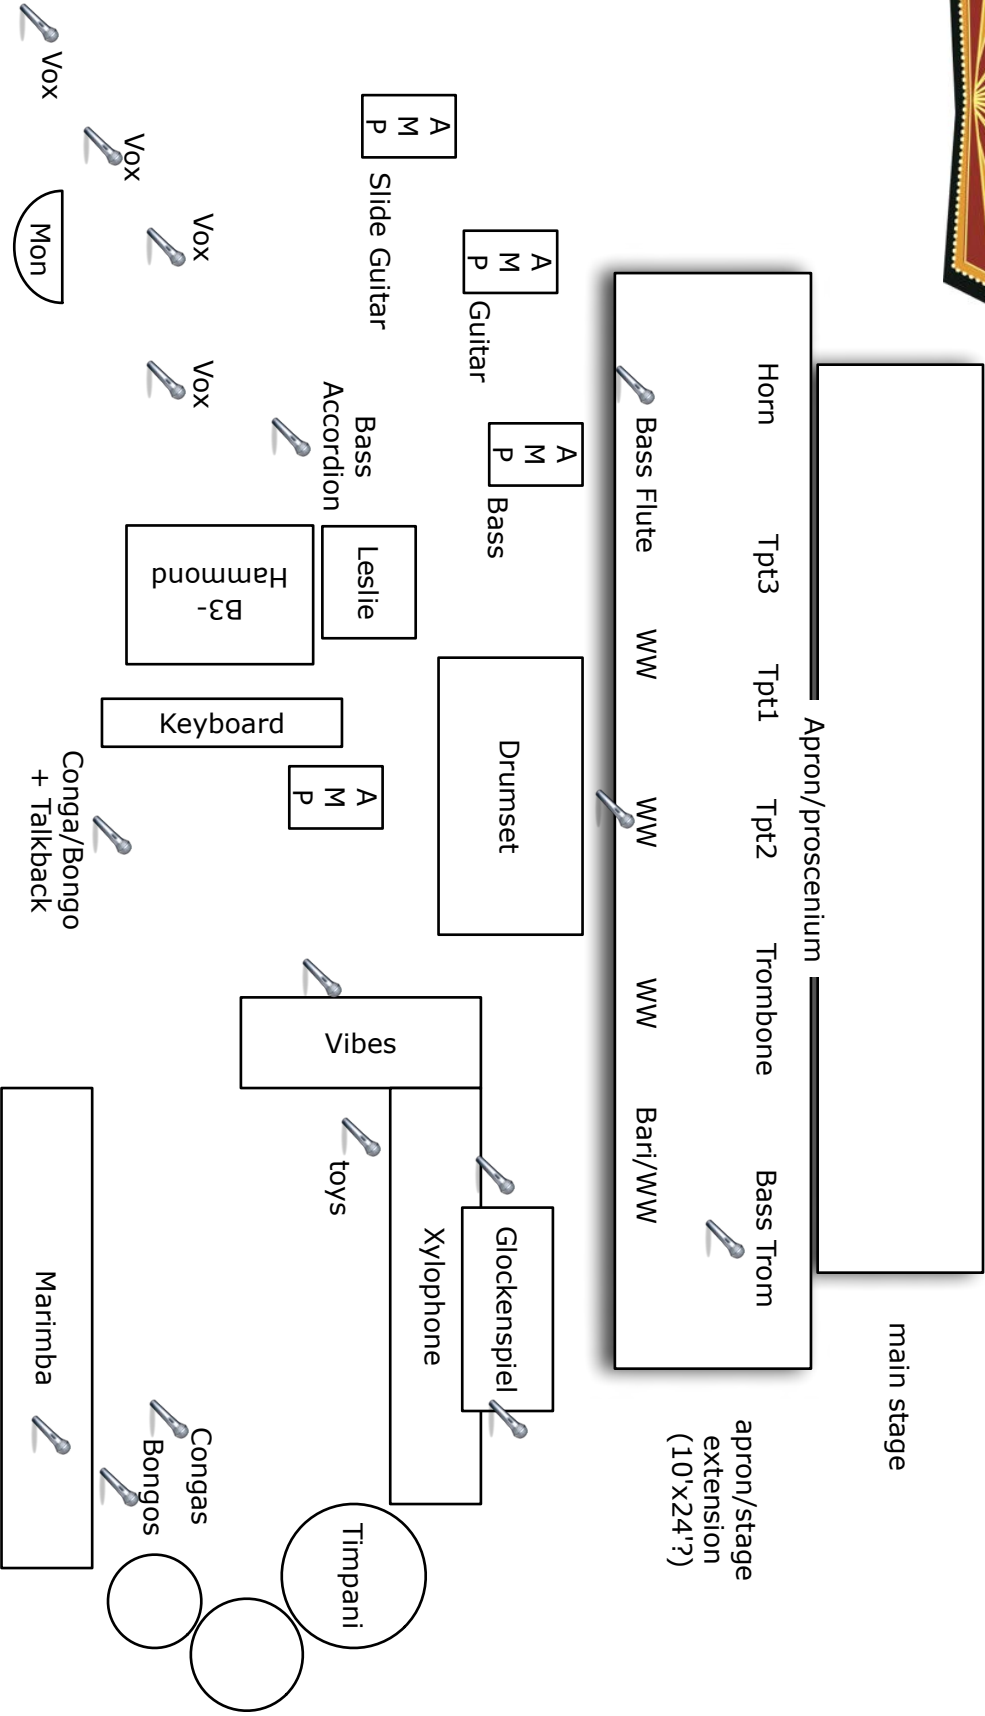 main stage
Apron/proscenium
Horn
Tpt3
Tpt1
Tpt2
Trombone
Bass Trom
apron/stage
extension
(10'x24'?)
Bass Flute
WW
WW
WW
Bari/WW
A
M
P
Slide Guitar
A
M
P
Guitar
A
M
P
Bass
Drumset
Glockenspiel
Xylophone
Vibes
toys
Timpani
Leslie
B3-
Hammond
Bass
Accordion
Keyboard
A
M
P
Vox
Vox
Vox
Vox
Mon
Conga/Bongo
+ Talkback
Congas
Bongos
Marimba